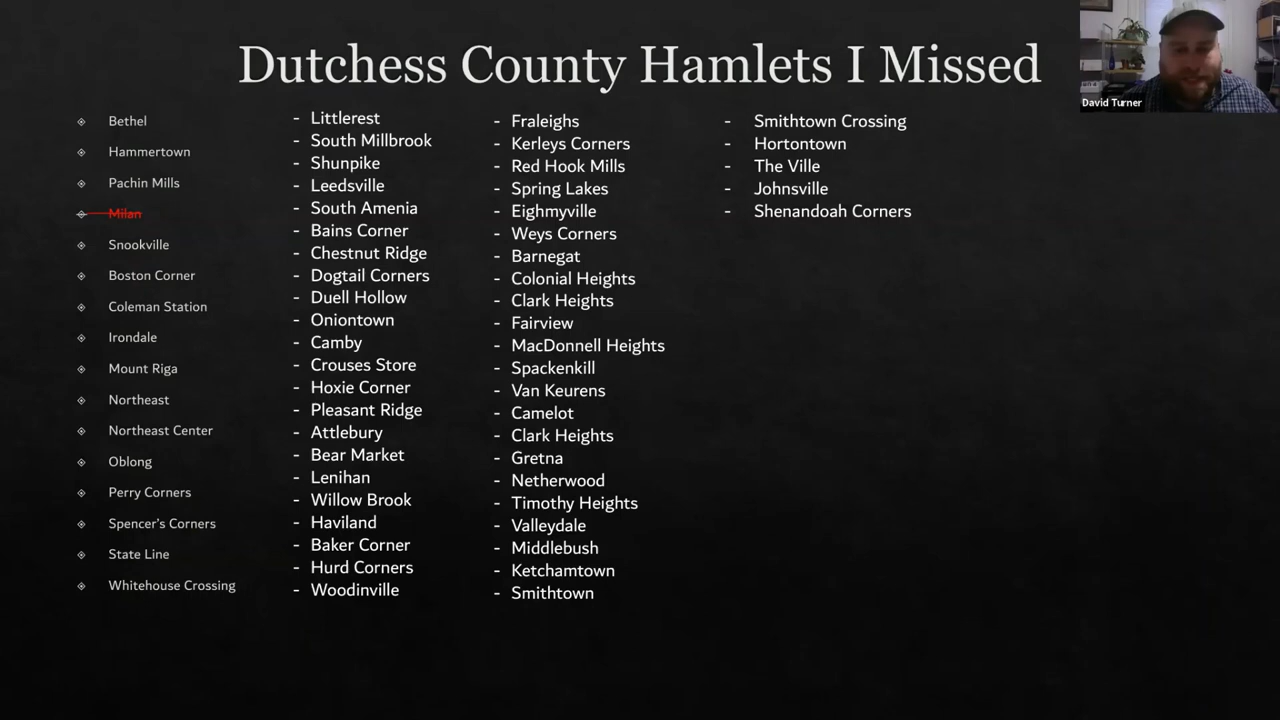 Dutchess County Hamlets I Missed
David Turner
Bethel
Hammertown
Pachin Mills
Milan
Snookville
Boston Corner
Coleman Station
Irondale
Mount Riga
Northeast
Northeast Center
Oblong
Perry Corners
Spencer's Corners
State Line
Whitehouse Crossing
- Littlerest
- South Millbrook
- Shunpike
- Leedsville
- South Amenia
- Bains Corner
- Chestnut Ridge
- Dogtail Corners
- Duell Hollow
- Oniontown
- Camby
- Crouses Store
- Hoxie Corner
- Pleasant Ridge
- Attlebury
- Bear Market
- Lenihan
- Willow Brook
- Haviland
- Baker Corner
- Hurd Corners
- Woodinville
- Fraleighs
- Kerleys Corners
- Red Hook Mills
- Spring Lakes
- Eighmyville
- Weys Corners
- Barnegat
- Colonial Heights
- Clark Heights
- Fairview
- MacDonnell Heights
- Spackenkill
- Van Keurens
- Camelot
- Clark Heights
- Gretna
- Netherwood
- Timothy Heights
- Valleydale
- Middlebush
- Ketchamtown
- Smithtown
- Smithtown Crossing
- Hortontown
- The Ville
- Johnsville
- Shenandoah Corners